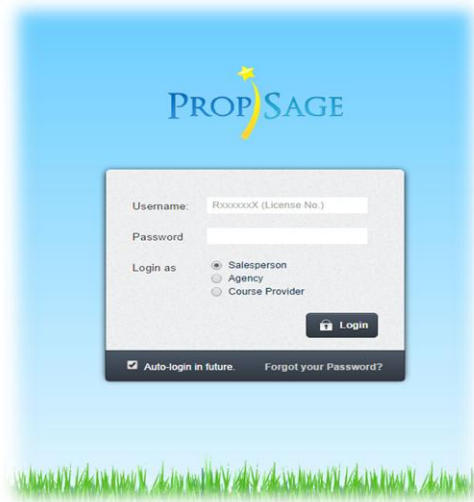 PROPSAGE
Username: RxxxxxxX (License No.)
Password
Login as Salesperson
Agency
Course Provider
Login
Auto-login in future. Forgot your Password?